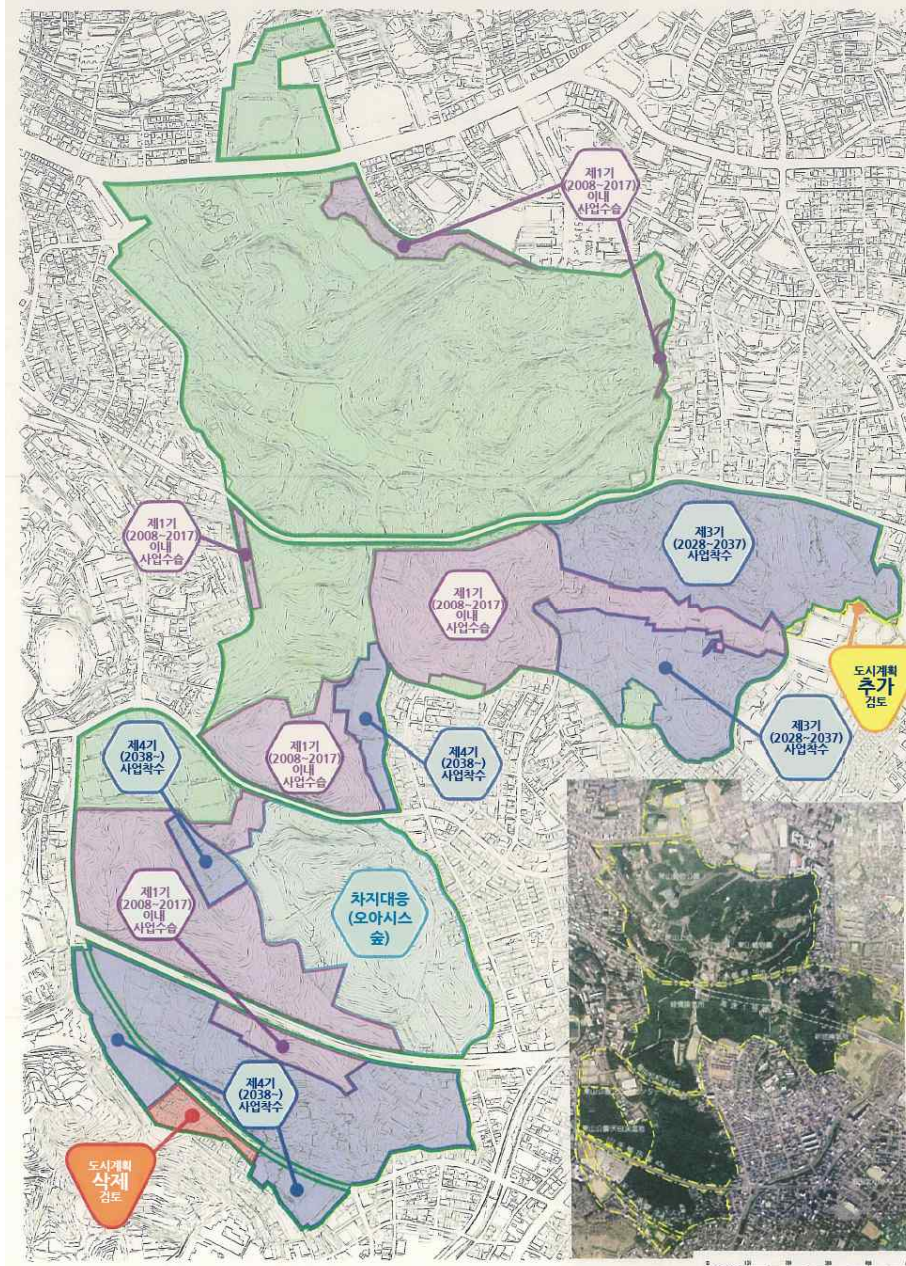 제1기
(2008~2017)
이내
사업수습
제1기
(2008~2017)
이내
사업수습
제3기
(2028~2037)
사업착수
제1기
(2008~2017)
이내
사업수습
도시계획
추가
검토
제4기
(2038~)
사업착수
제1기
(2008~2017)
이내
사업수습
제4기
(2038~)
사업착수
제3기
(2028~2037)
사업착수
제1기
(2008~2017)
이내
사업수습
차지대응
(오아시스
숲)
제4기
(2038~)
사업착수
도시계획
삭제
검토